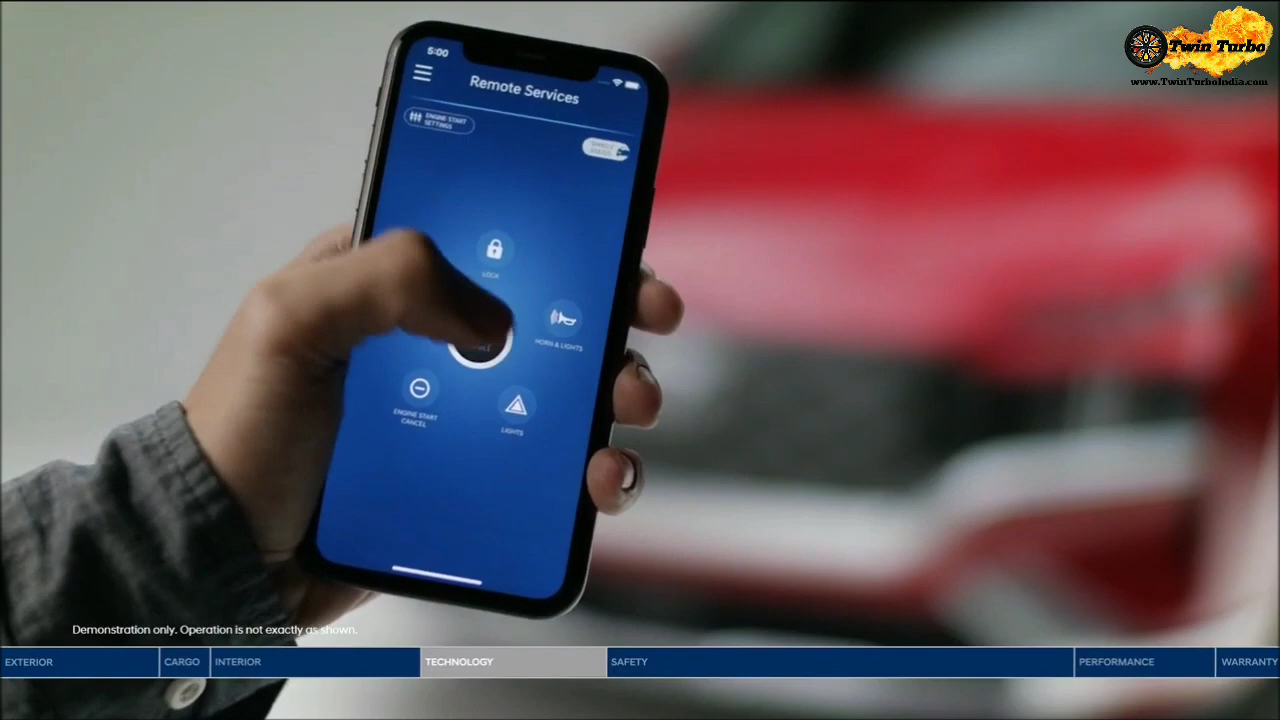 Twin Turbo
www.TwinTurboIndia.com
5:00
Remote Services
ENGINE START
SETTINGS
LOCK
HORN & LIGHTS
ENGINE START
CANCEL
LIGHTS
Demonstration only. Operation is not exactly as shown.
EXTERIOR
CARGO
INTERIOR
TECHNOLOGY
SAFETY
PERFORMANCE
WARRANTY